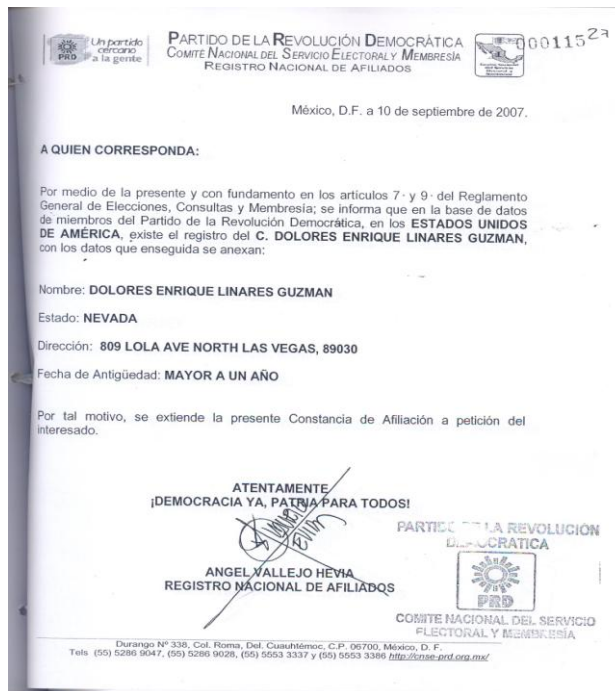 Un partido
cercano
a la gente
PRD
PARTIDO DE LA REVOLUCIÓN DEMOCRÁTICA
COMITÉ NACIONAL DEL SERVICIO ELECTORAL Y MEMBRESÍA
REGISTRO NACIONAL DE AFILIADOS
000115
México, D.F. a 10 de septiembre de 2007.
A QUIEN CORRESPONDA:
Por medio de la presente y con fundamento en los artículos 7· y 9· del Reglamento
General de Elecciones, Consultas y Membresía; se informa que en la base de datos
de miembros del Partido de la Revolución Democrática, en los ESTADOS UNIDOS
DE AMÉRICA, existe el registro del C. DOLORES ENRIQUE LINARES GUZMAN,
con los datos que enseguida se anexan:
Nombre: DOLORES ENRIQUE LINARES GUZMAN
Estado: NEVADA
Dirección: 809 LOLA AVE NORTH LAS VEGAS, 89030
Fecha de Antigüedad: MAYOR A UN AÑO
Por tal motivo, se extiende la presente Constancia de Afiliación a petición del
interesado.
ATENTAMENTE
¡DEMOCRACIA YA, PATRIA PARA TODOS!
ANGEL VALLEJO HEVIA
REGISTRO NACIONAL DE AFILIADOS
PARTIDO DE LA REVOLUCIÓN
DEMOCRATICA
PRD
COMITE NACIONAL DEL SERVICIO
ELECTORAL Y MEMBRESÍA
Durango Nº 338, Col. Roma, Del. Cuauhtémoc, C.P. 06700, México, D. F.
Tels (55) 5286 9047, (55) 5286 9028, (55) 5553 3337 y (55) 5553 3386 http://cnse-prd.org.mx/